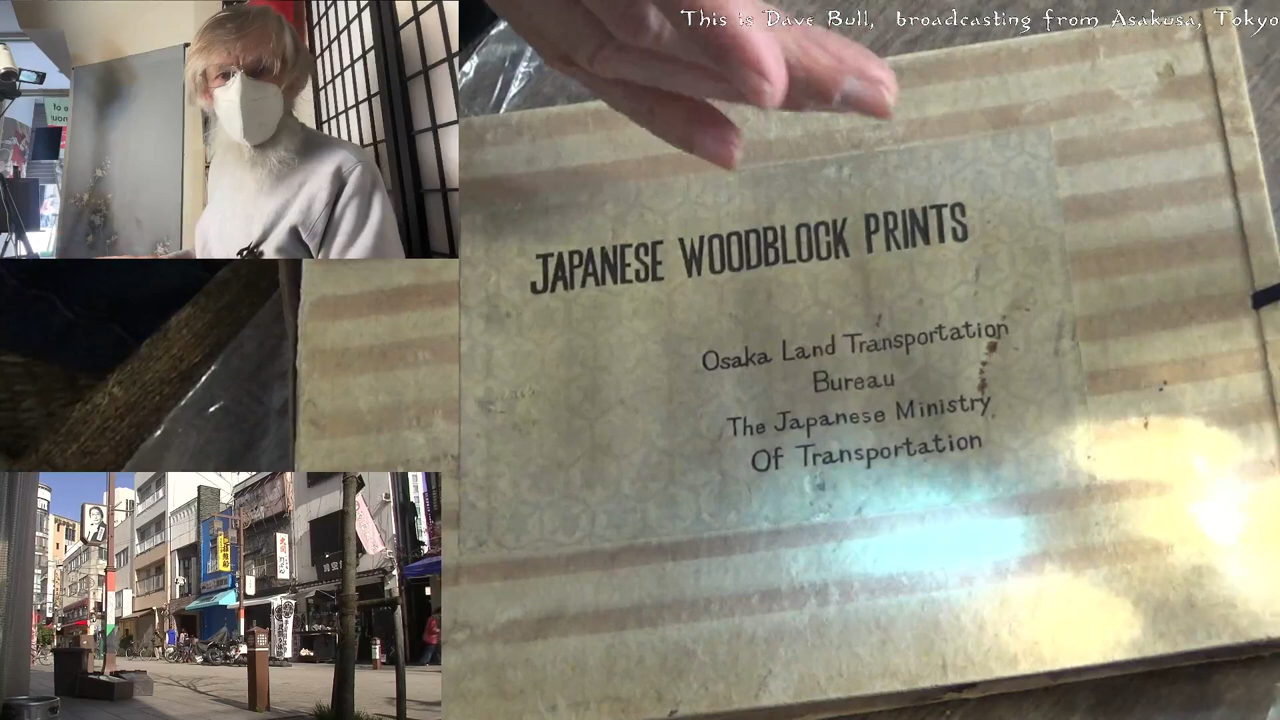 This is Dave Bull, broadcasting from Asakusa, Tokyo
JAPANESE WOODBLOCK PRINTS
Osaka Land Transportation
Bureau
The Japanese Ministry
Of Transportation